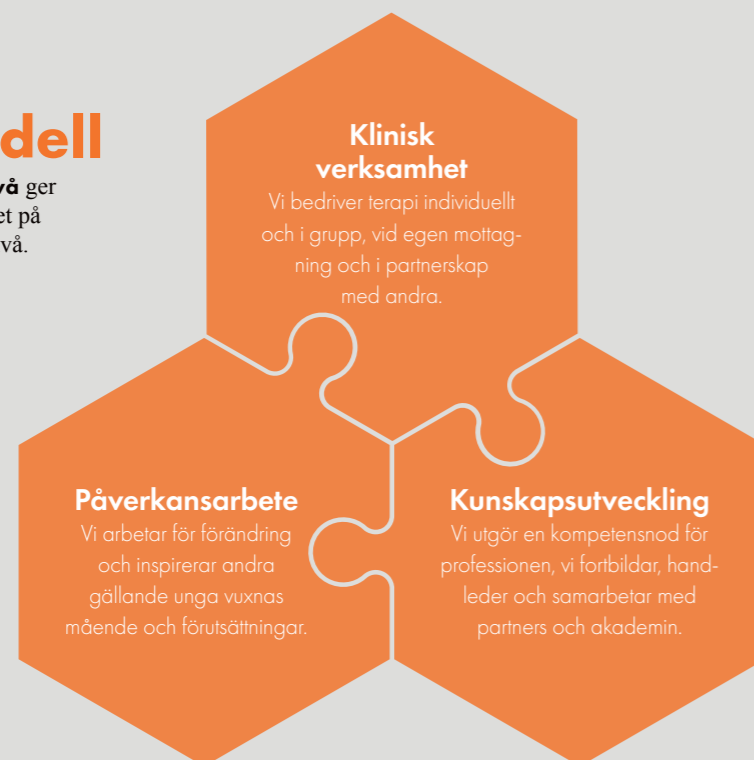 dell
vå ger
et på
vå.
Klinisk
verksamhet
Vi bedriver terapi individuellt
och i grupp, vid egen mottag-
ning och i partnerskap
med andra.
Påverkansarbete
Vi arbetar för förändring
och inspirerar andra
gällande unga vuxnas
mående och förutsättningar.
Kunskapsutveckling
Vi utgör en kompetensnod för
professionen, vi fortbildar, hand-
leder och samarbetar med
partners och akademin.